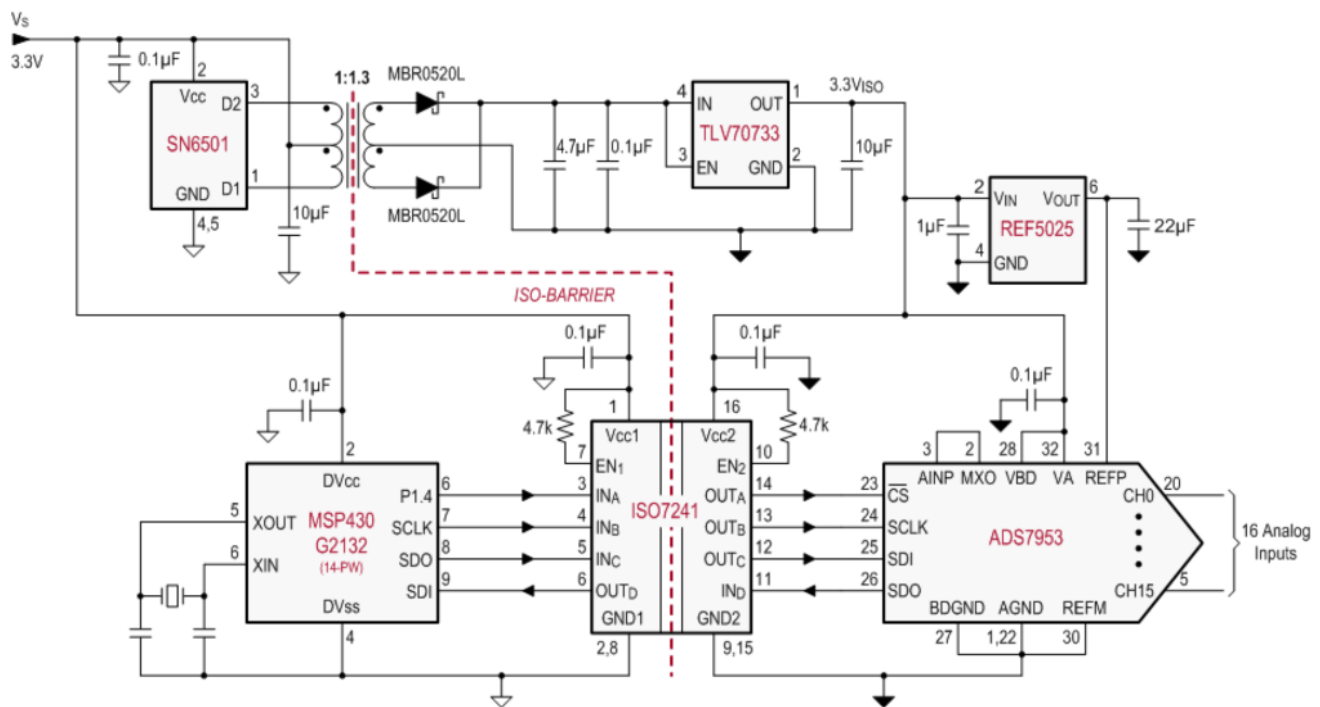 Vs
3.3V
0.1µF
2
Vcc
D2
3
SN6501
D1
1
GND
4,5
10µF
1:1.3
MBR0520L
MBR0520L
4.7µF
0.1µF
4
IN
OUT
1
TLV70733
3
EN
GND
2
3.3VISO
10µF
1µF
2
VIN
VOUT
6
REF5025
4
GND
22µF
ISO-BARRIER
0.1µF
0.1µF
0.1µF
0.1µF
4.7k
4.7k
2
DVcc
5
XOUT
6
XIN
MSP430
G2132
(14-PW)
P1.4
6
SCLK
7
SDO
8
SDI
9
DVss
4
1
Vcc1
7
EN1
3
INA
4
INB
5
INC
6
OUTD
GND1
2,8
ISO7241
16
Vcc2
EN2
10
OUTA
14
OUTB
13
OUTC
12
IND
11
GND2
9,15
3
2
28
32
31
AINP
MXO
VBD
VA
REFP
23
CS
24
SCLK
25
SDI
26
SDO
ADS7953
CH0
20
CH15
5
16 Analog
Inputs
BDGND
AGND
REFM
27
1,22
30